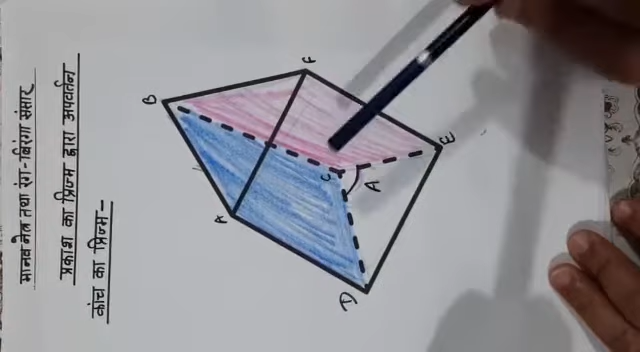 मानव नेत्र तथा रंग-बिरंगा संसार
प्रकाश का प्रिज्म द्वारा अपवर्तन
कांच का प्रिज्म-
B
F
E
C
A
A
D